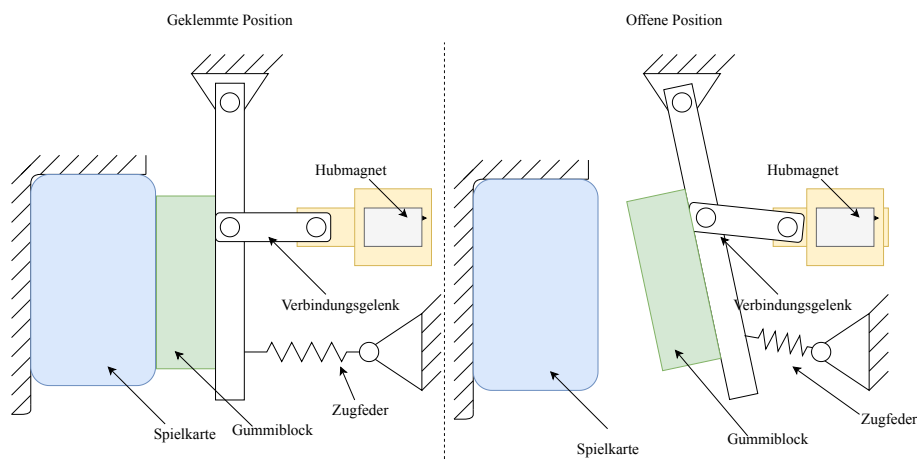 Geklemmte Position
Offene Position
Hubmagnet
Hubmagnet
Verbindungsgelenk
Verbindungsgelenk
Zugfeder
Zugfeder
Spielkarte
Gummiblock
Gummiblock
Spielkarte